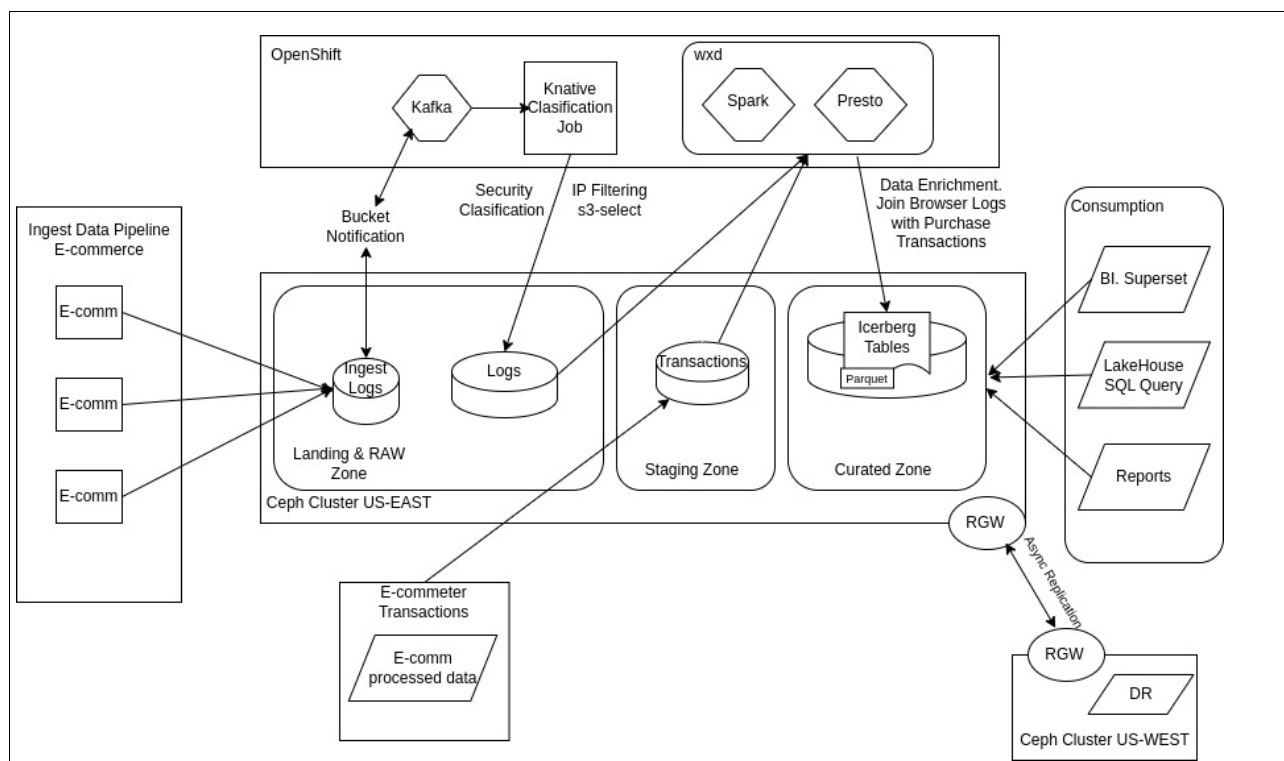 OpenShift
wxd
Kafka
Knative
Clasification
Job
Spark
Presto
Security
Clasification
IP Filtering
s3-select
Data Enrichment.
Join Browser Logs
with Purchase
Transactions
Bucket
Notification
Ingest Data Pipeline
E-commerce
E-comm
E-comm
E-comm
Ingest
Logs
Logs
Landing & RAW
Zone
Transactions
Staging Zone
Icerberg
Tables
Parquet
Curated Zone
Ceph Cluster US-EAST
Consumption
BI. Superset
LakeHouse
SQL Query
Reports
RGW
Async Replication
RGW
DR
Ceph Cluster US-WEST
E-commeter
Transactions
E-comm
processed data